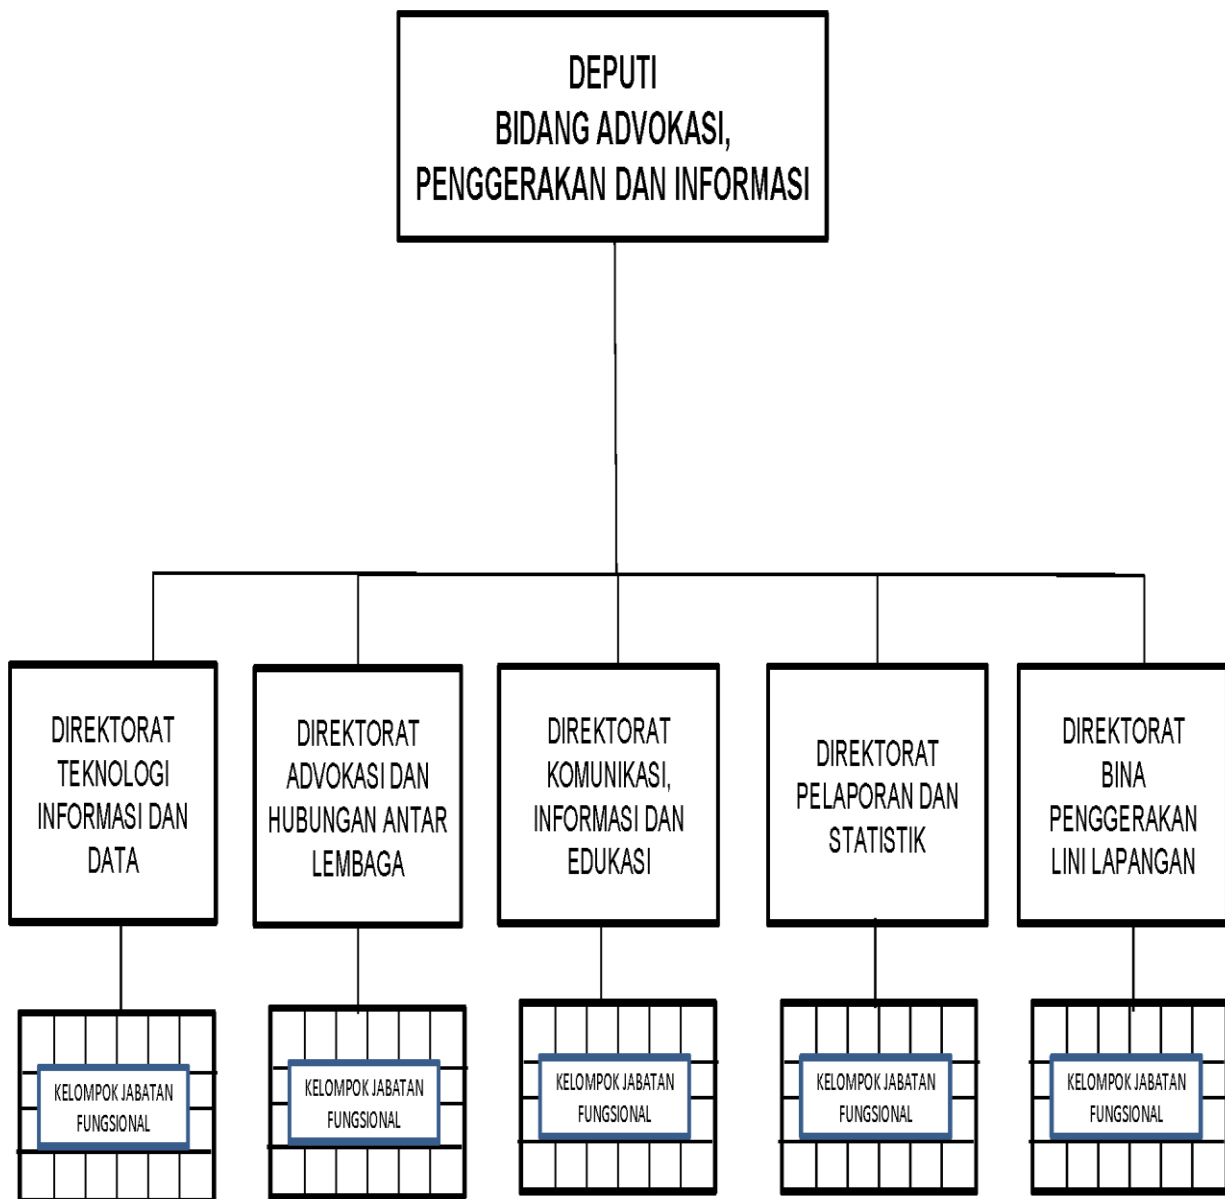 DEPUTI
BIDANG ADVOKASI,
PENGGERAKAN DAN INFORMASI
DIREKTORAT
TEKNOLOGI
INFORMASI DAN
DATA
DIREKTORAT
ADVOKASI DAN
HUBUNGAN ANTAR
LEMBAGA
DIREKTORAT
KOMUNIKASI,
INFORMASI DAN
EDUKASI
DIREKTORAT
PELAPORAN DAN
STATISTIK
DIREKTORAT
BINA
PENGGERAKAN
LINI LAPANGAN
KELOMPOK JABATAN
FUNGSIONAL
KELOMPOK JABATAN
FUNGSIONAL
KELOMPOK JABATAN
FUNGSIONAL
KELOMPOK JABATAN
FUNGSIONAL
KELOMPOK JABATAN
FUNGSIONAL